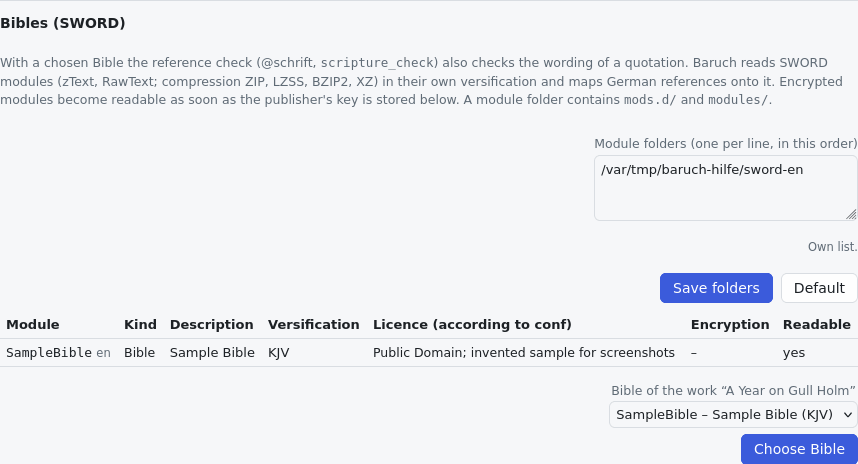 Bibles (SWORD)
With a chosen Bible the reference check (@schrift, scripture_check) also checks the wording of a quotation. Baruch reads SWORD
modules (zText, RawText; compression ZIP, LZSS, BZIP2, XZ) in their own versification and maps German references onto it. Encrypted
modules become readable as soon as the publisher's key is stored below. A module folder contains mods.d/ and modules/.
Module folders (one per line, in this order)
/var/tmp/baruch-hilfe/sword-en
Own list.
Save folders Default
Module Kind Description Versification Licence (according to conf) Encryption Readable
SampleBible en Bible Sample Bible KJV Public Domain; invented sample for screenshots – yes
Bible of the work “A Year on Gull Holm”
SampleBible – Sample Bible (KJV)
Choose Bible